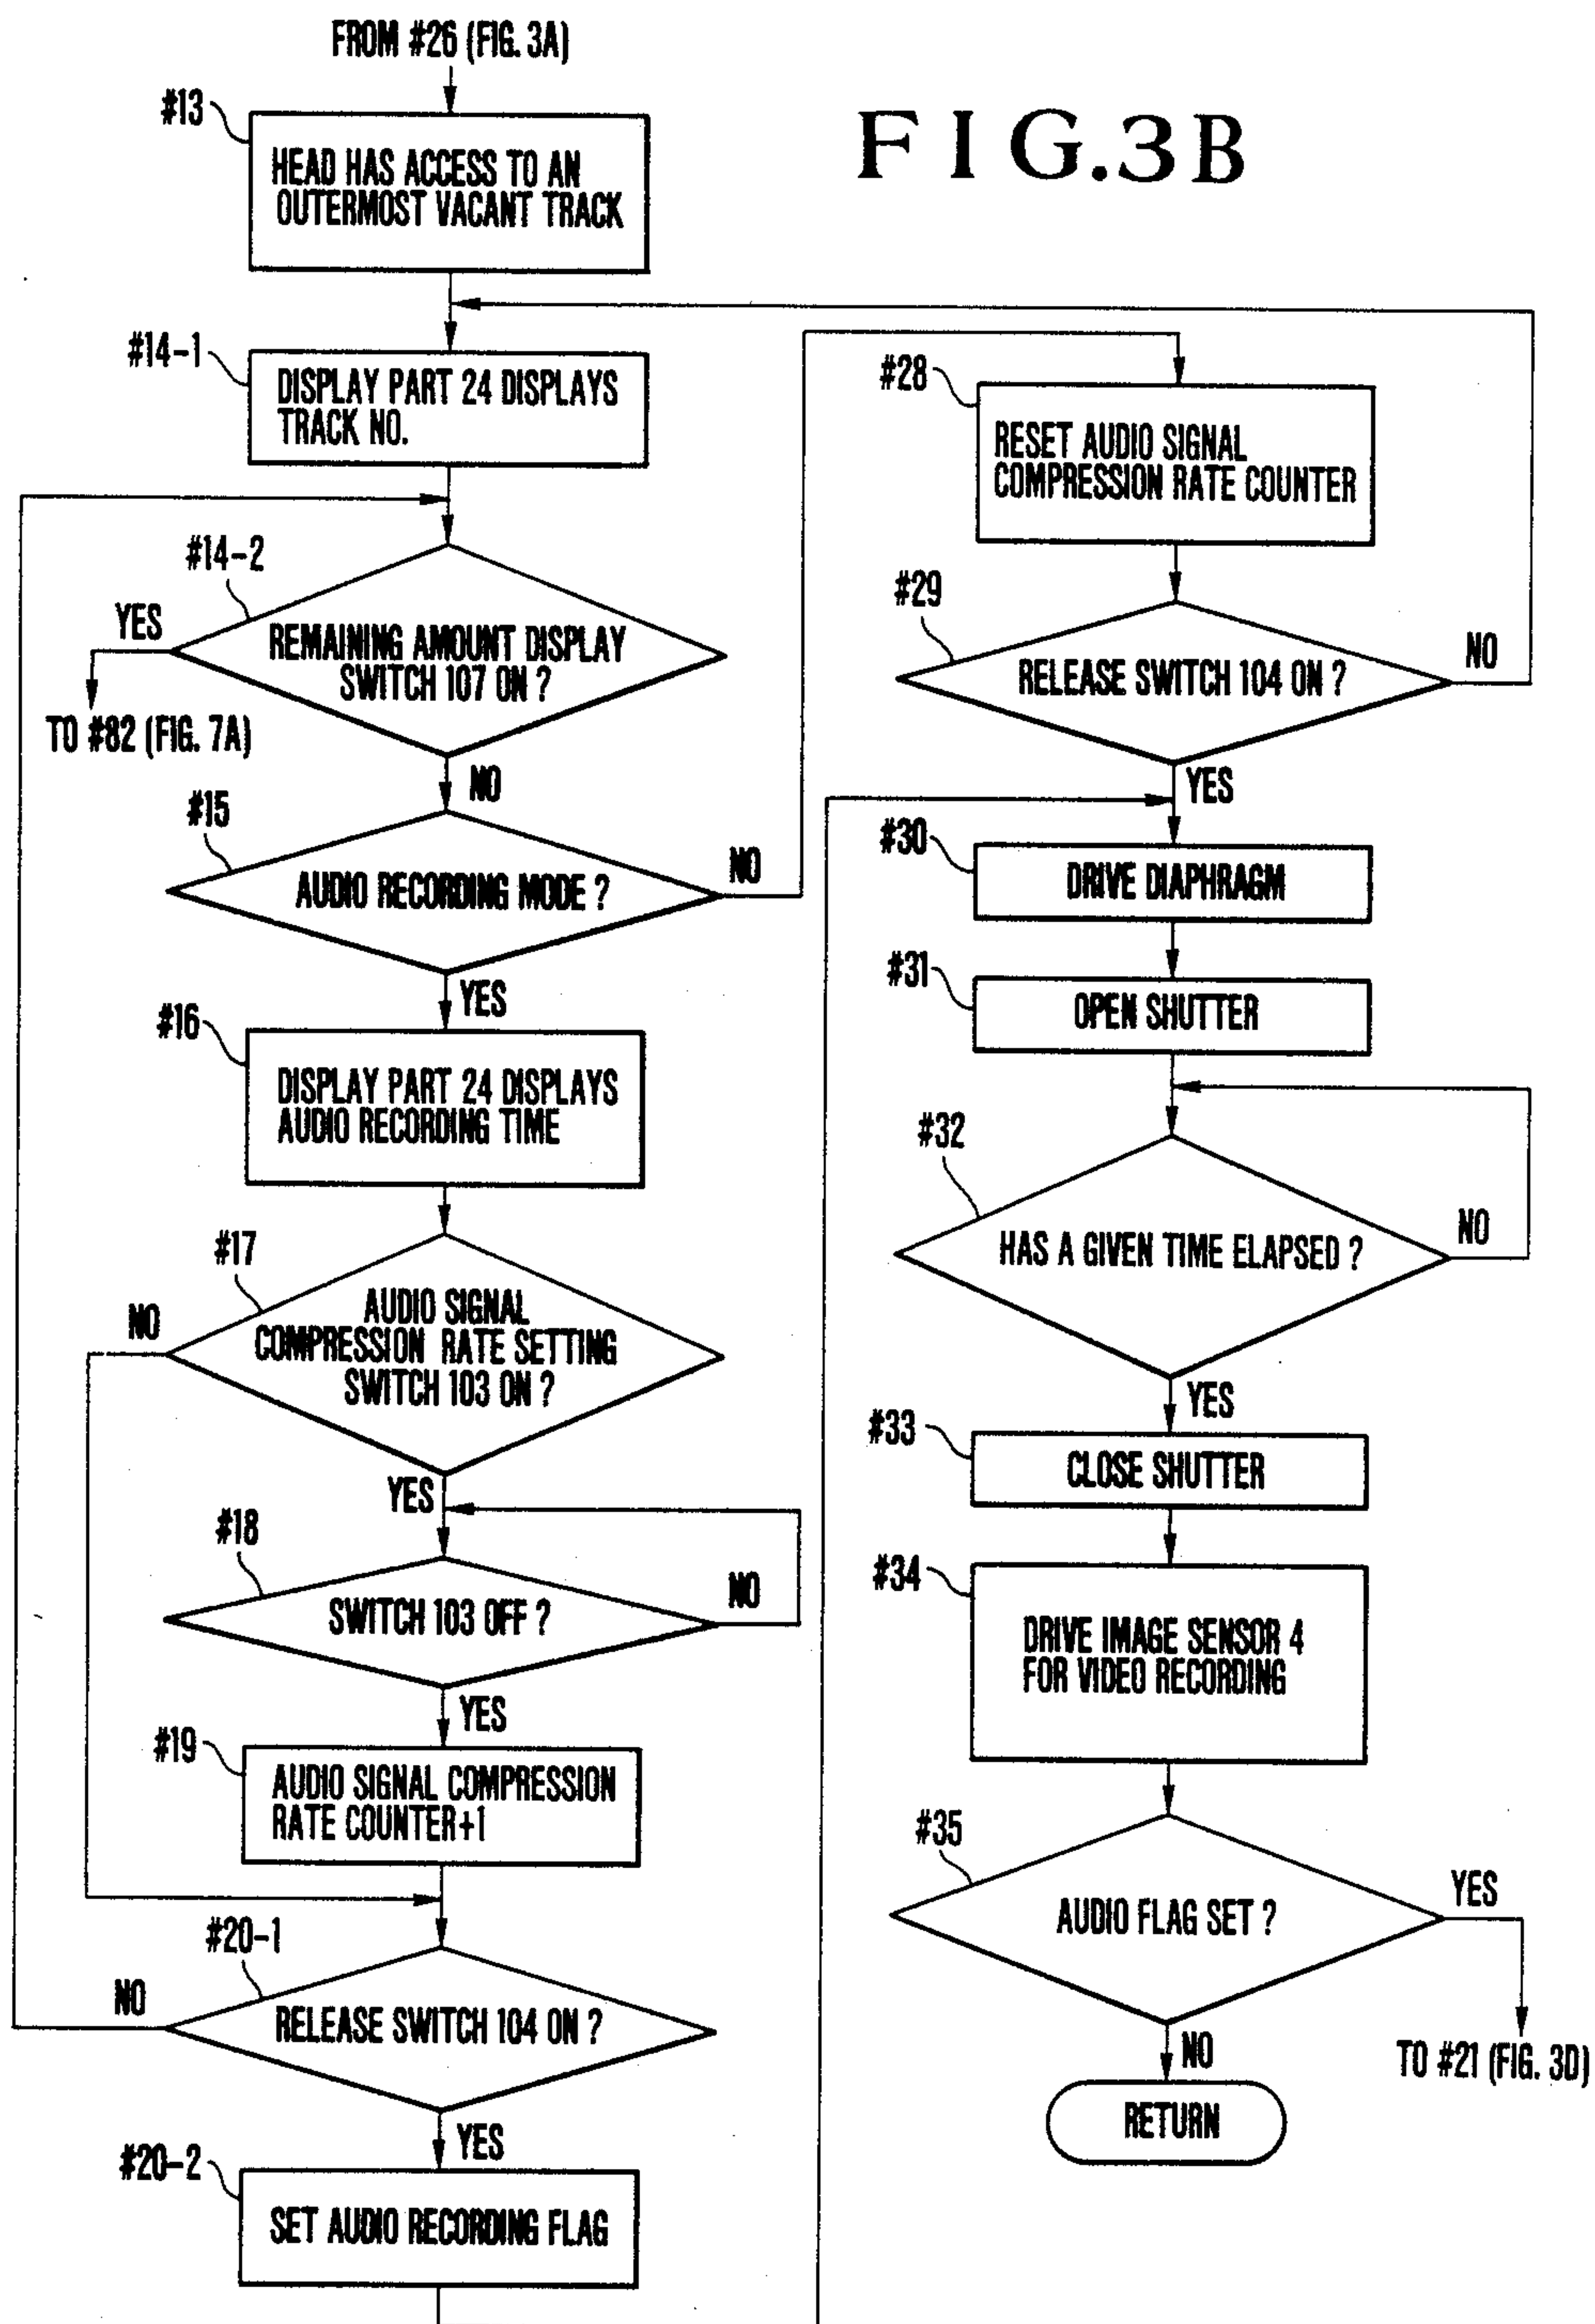 FROM #26 (FIG. 3A)
FIG.3B
#13
HEAD HAS ACCESS TO AN
OUTERMOST VACANT TRACK
#14-1
DISPLAY PART 24 DISPLAYS
TRACK NO.
#14-2
YES
REMAINING AMOUNT DISPLAY
SWITCH 107 ON ?
TO #82 (FIG. 7A)
NO
#15
AUDIO RECORDING MODE ?
NO
YES
#16
DISPLAY PART 24 DISPLAYS
AUDIO RECORDING TIME
#17
NO
AUDIO SIGNAL
COMPRESSION RATE SETTING
SWITCH 103 ON ?
YES
#18
SWITCH 103 OFF ?
NO
YES
#19
AUDIO SIGNAL COMPRESSION
RATE COUNTER+1
#20-1
NO
RELEASE SWITCH 104 ON ?
YES
#20-2
SET AUDIO RECORDING FLAG
#28
RESET AUDIO SIGNAL
COMPRESSION RATE COUNTER
#29
RELEASE SWITCH 104 ON ?
NO
YES
#30
DRIVE DIAPHRAGM
#31
OPEN SHUTTER
#32
HAS A GIVEN TIME ELAPSED ?
NO
YES
#33
CLOSE SHUTTER
#34
DRIVE IMAGE SENSOR 4
FOR VIDEO RECORDING
#35
AUDIO FLAG SET ?
YES
TO #21 (FIG. 3D)
NO
RETURN